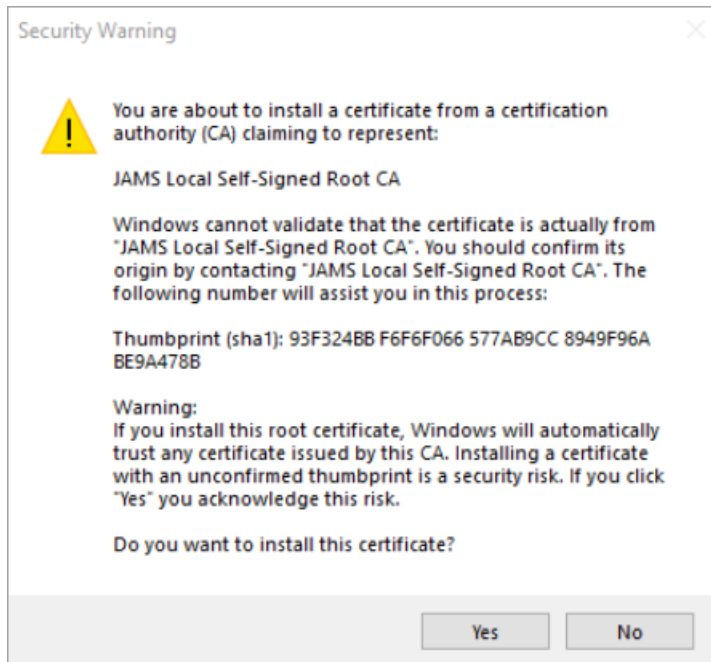 Security Warning
You are about to install a certificate from a certification
authority (CA) claiming to represent:
JAMS Local Self-Signed Root CA
Windows cannot validate that the certificate is actually from
"JAMS Local Self-Signed Root CA". You should confirm its
origin by contacting "JAMS Local Self-Signed Root CA". The
following number will assist you in this process:
Thumbprint (sha1): 93F324BB F6F6F066 577AB9CC 8949F96A
BE9A478B
Warning:
If you install this root certificate, Windows will automatically
trust any certificate issued by this CA. Installing a certificate
with an unconfirmed thumbprint is a security risk. If you click
"Yes" you acknowledge this risk.
Do you want to install this certificate?
Yes
No